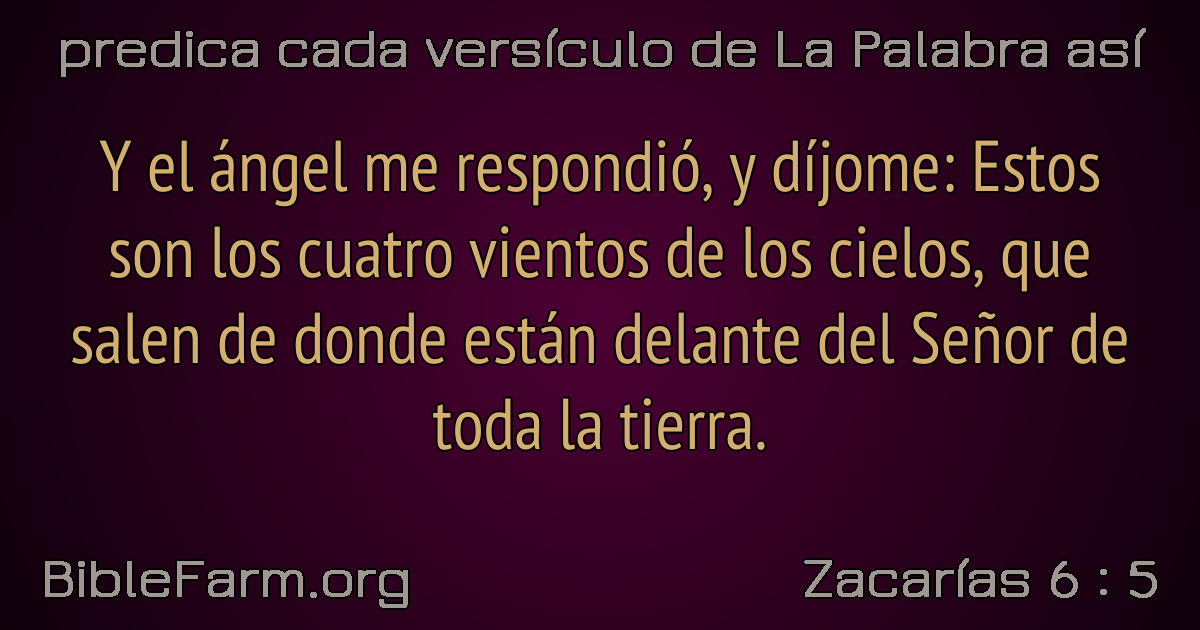 predica cada versículo de La Palabra así
Y el ángel me respondió, y díjome: Estos
son los cuatro vientos de los cielos, que
salen de donde están delante del Señor de
toda la tierra.
BibleFarm.org
Zacarías 6 : 5